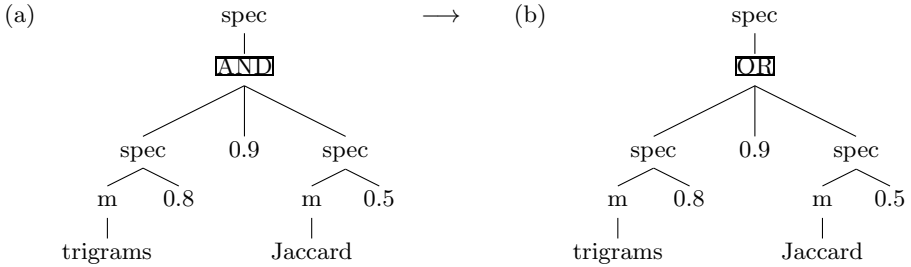 (a) spec ⟶ (b) spec
AND OR
spec 0.9 spec spec 0.9 spec
m 0.8 m 0.5 m 0.8 m 0.5
trigrams Jaccard trigrams Jaccard